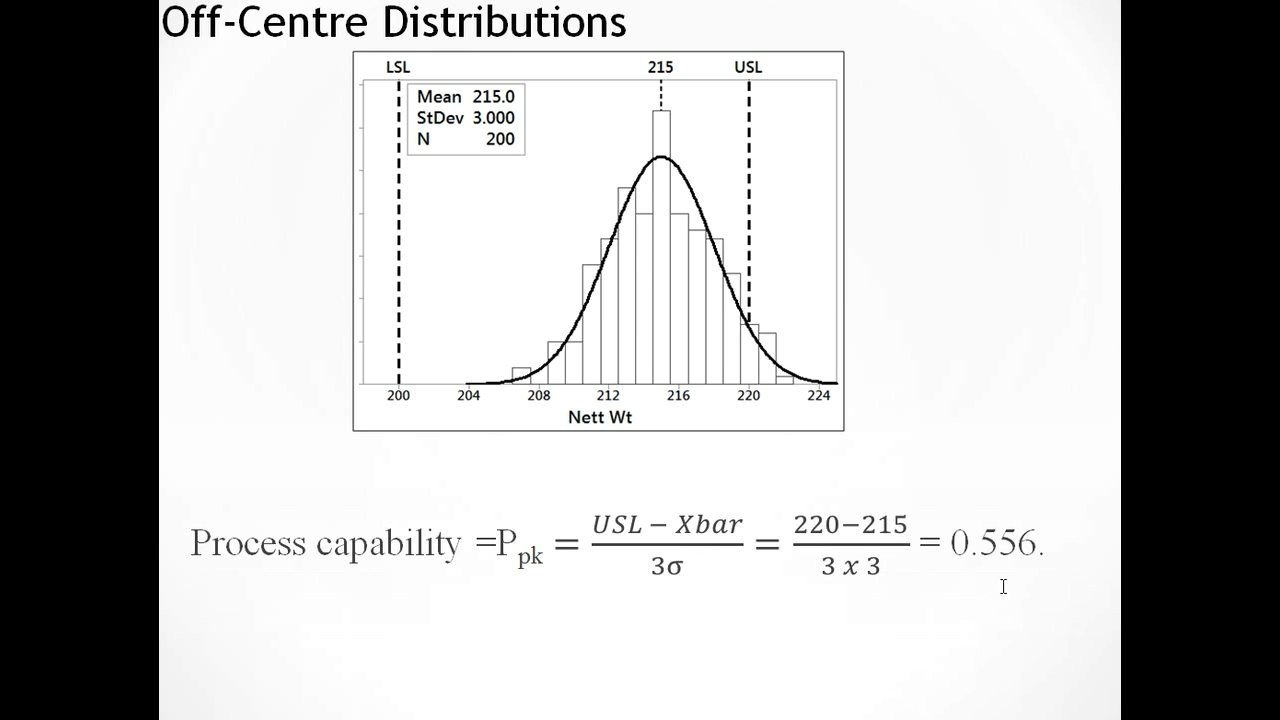 Off-Centre Distributions
LSL 215 USL
Mean 215.0
StDev 3.000
N 200
200 204 208 212 216 220 224
Nett Wt
Process capability =Ppk = USL − Xbar / 3σ = 220−215 / 3 x 3 = 0.556.